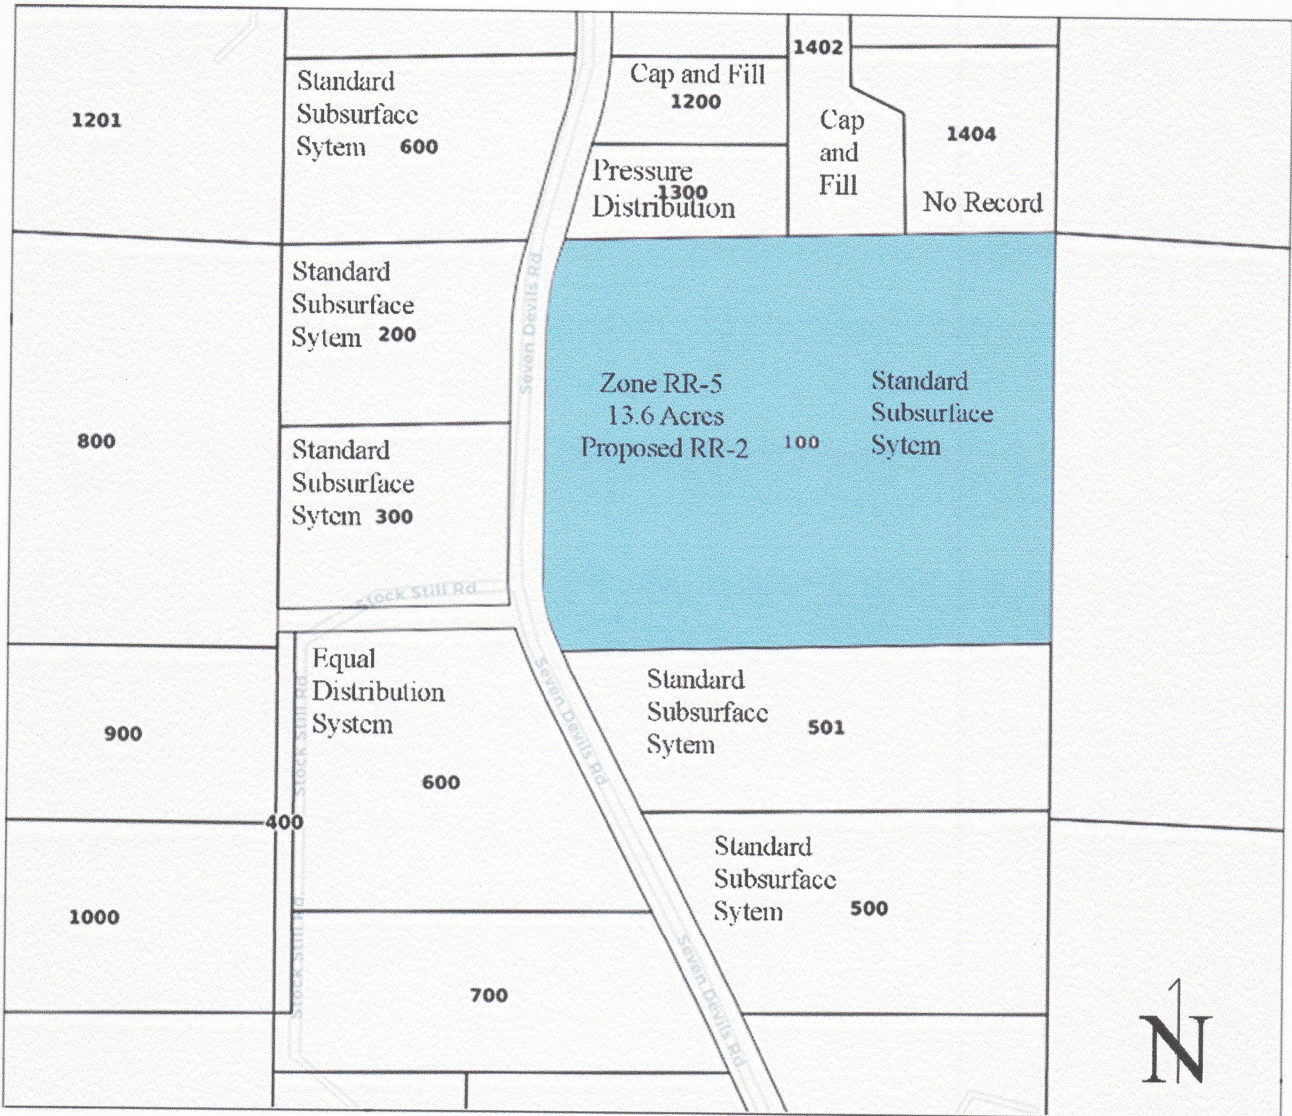 1402
Cap and Fill
1200
Standard
Subsurface
Sytem 600
1201
Cap
and
Fill
1404
Pressure
1300
Distribution
No Record
Standard
Subsurface
Sytem 200
Seven Devils Rd
Zone RR-5
13.6 Acres
Proposed RR-2
100
Standard
Subsurface
Sytem
800
Standard
Subsurface
Sytem 300
Stock Still Rd
Equal
Distribution
System
600
Stock Still Rd
Seven Devils Rd
Standard
Subsurface
Sytem
501
900
400
Standard
Subsurface
Sytem 500
1000
Stock Still Rd
700
Seven Devils Rd
N